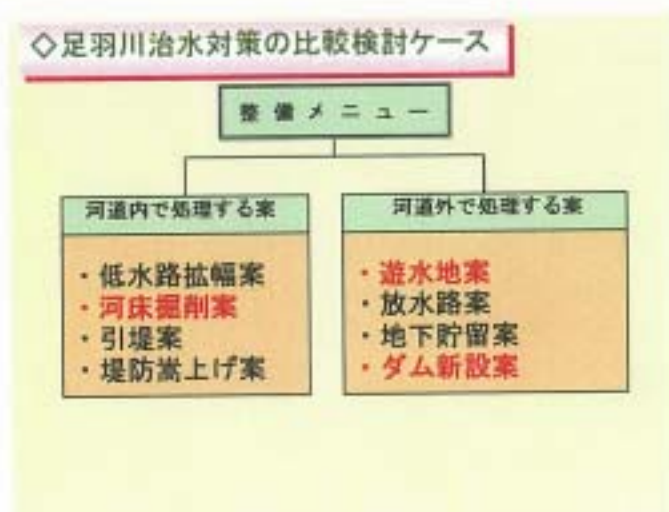 ◇足羽川治水対策の比較検討ケース
整備メニュー
河道内で処理する案
・低水路拡幅案
・河床掘削案
・引堤案
・堤防嵩上げ案
河道外で処理する案
・遊水地案
・放水路案
・地下貯留案
・ダム新設案